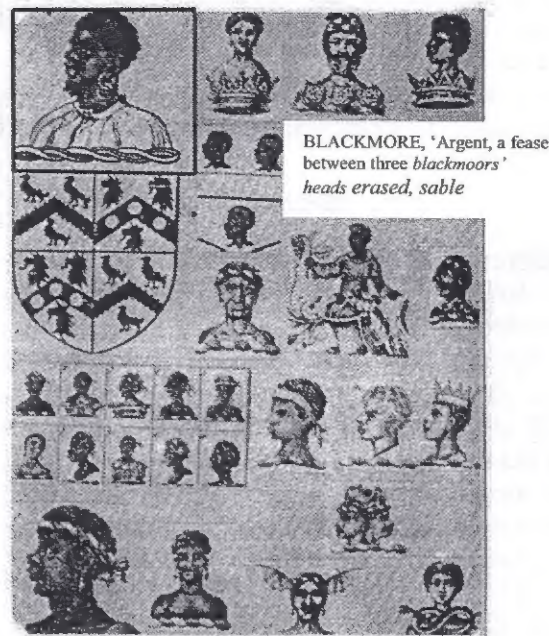 BLACKMORE, ‘Argent, a fease
between three blackmoors’
heads erased, sable